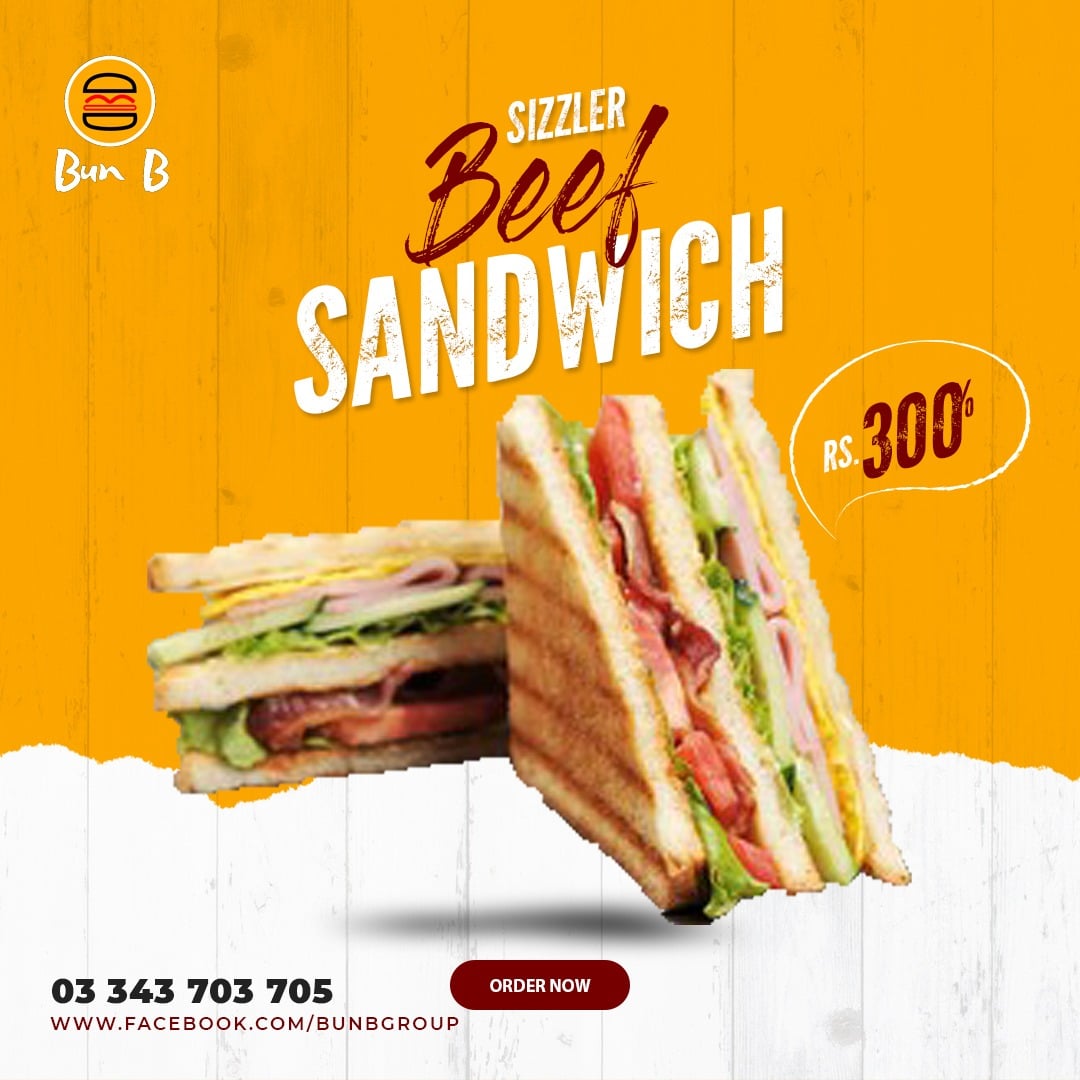 Bun B
SIZZLER
Beef
SANDWICH
RS. 300%
03 343 703 705
WWW.FACEBOOK.COM/BUNBGROUP
ORDER NOW